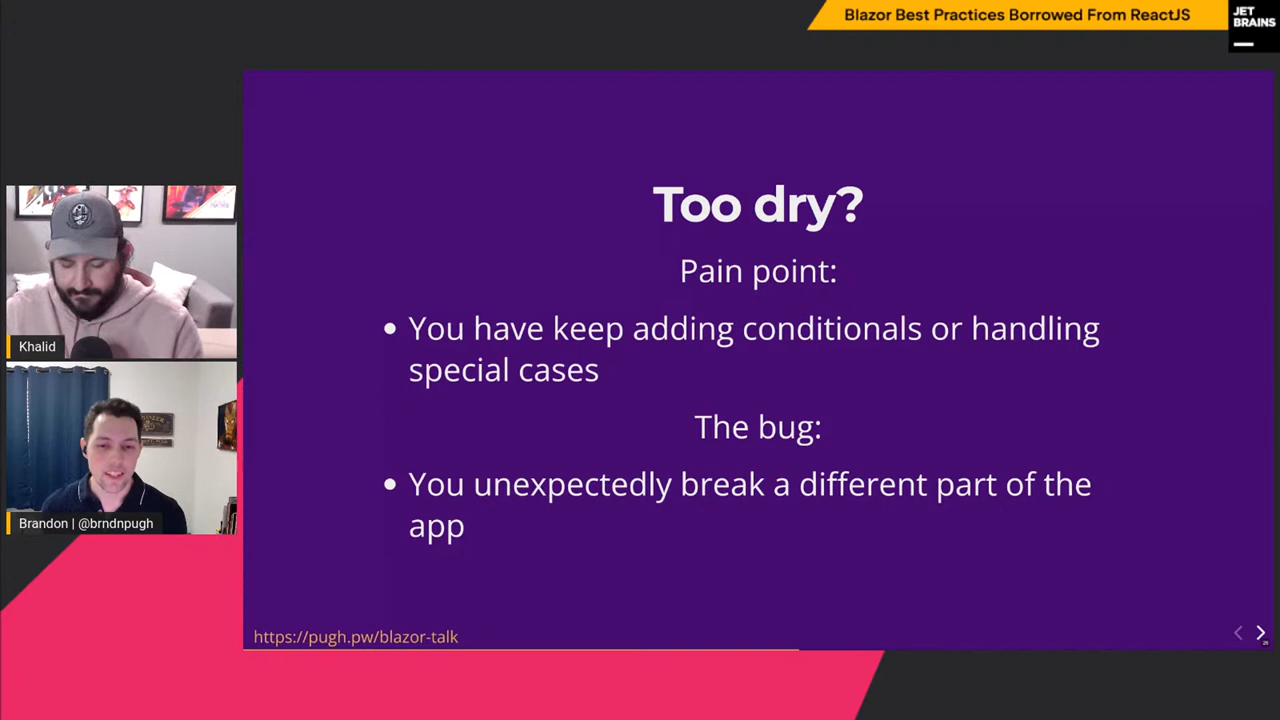 Blazor Best Practices Borrowed From ReactJS
JET
BRAINS
Too dry?
Pain point:
You have keep adding conditionals or handling
special cases
The bug:
You unexpectedly break a different part of the
app
Khalid
Brandon | @brndnpugh
https://pugh.pw/blazor-talk